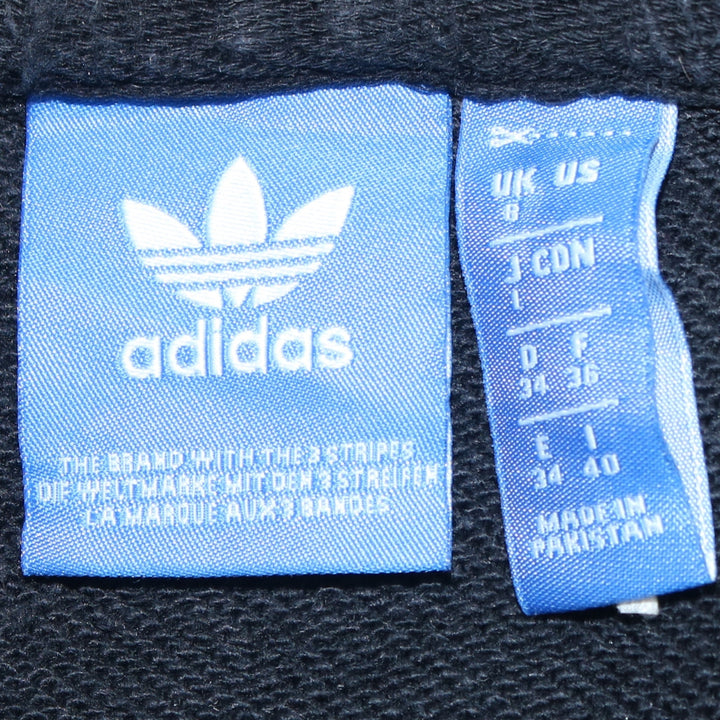 adidas
THE BRAND WITH THE 3 STRIPES
DIE WELTMARKE MIT DEN 3 STREIFEN
LA MARQUE AUX 3 BANDES
UK US
8
J CDN
L
D F
34 36
E I
34 40
MADE IN
PAKISTAN